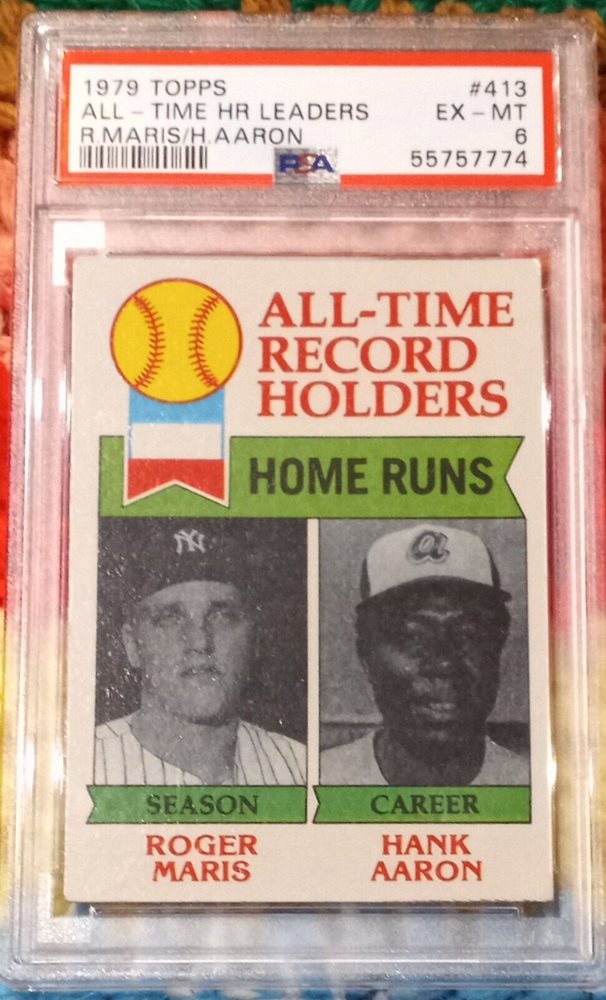 1979 TOPPS #413
ALL - TIME HR LEADERS EX - MT
R.MARIS/H.AARON 6
PSA 55757774
ALL-TIME
RECORD
HOLDERS
HOME RUNS
NY
a
SEASON CAREER
ROGER HANK
MARIS AARON